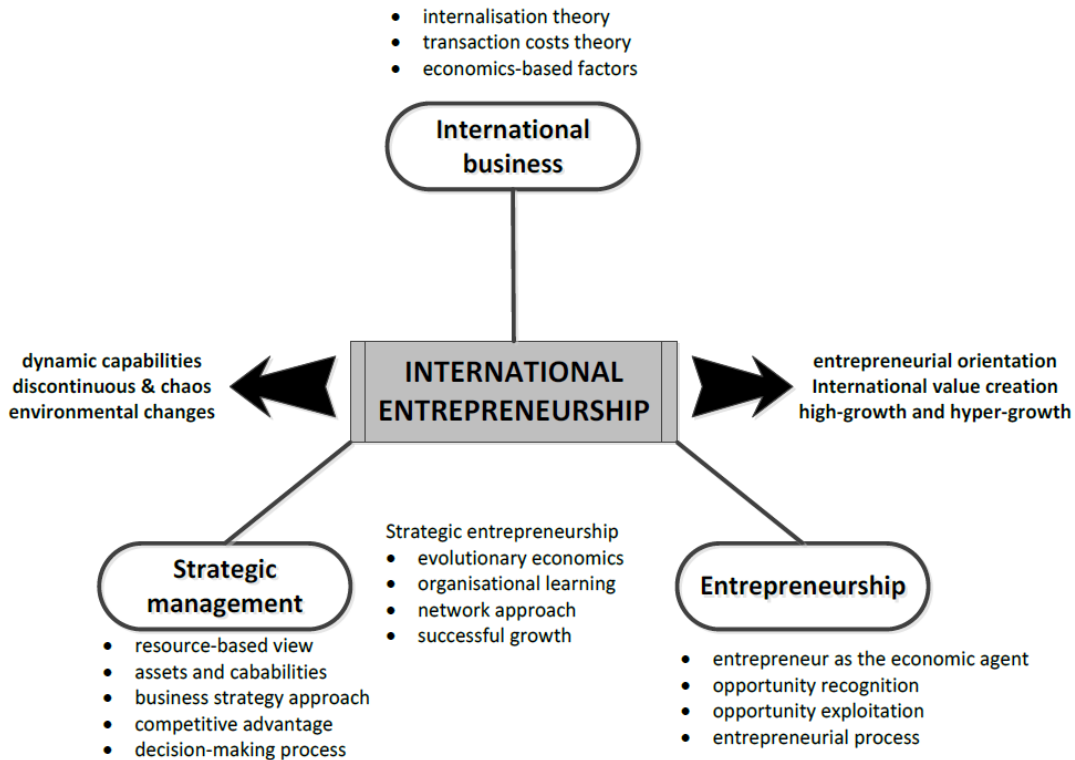 • internalisation theory
• transaction costs theory
• economics-based factors
International
business
dynamic capabilities
discontinuous & chaos
environmental changes
INTERNATIONAL
ENTREPRENEURSHIP
entrepreneurial orientation
International value creation
high-growth and hyper-growth
Strategic
management
• resource-based view
• assets and cababilities
• business strategy approach
• competitive advantage
• decision-making process
Strategic entrepreneurship
• evolutionary economics
• organisational learning
• network approach
• successful growth
Entrepreneurship
• entrepreneur as the economic agent
• opportunity recognition
• opportunity exploitation
• entrepreneurial process